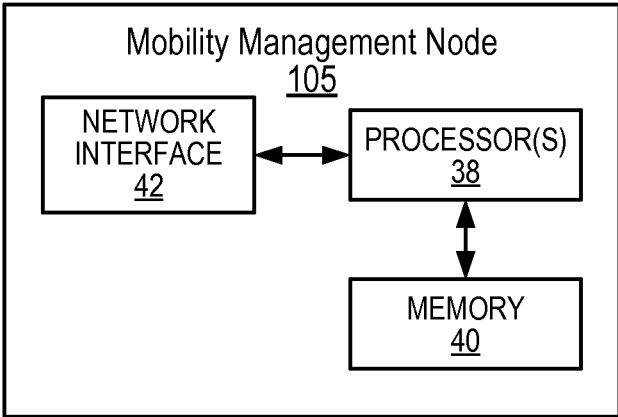 Mobility Management Node
105
NETWORK
INTERFACE
42
PROCESSOR(S)
38
MEMORY
40